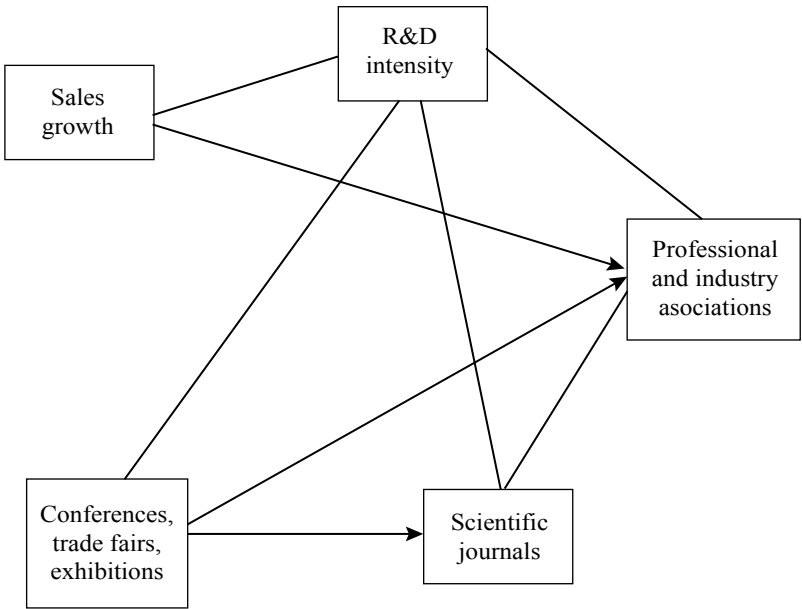 R&D
intensity
Sales
growth
Professional
and industry
asociations
Conferences,
trade fairs,
exhibitions
Scientific
journals